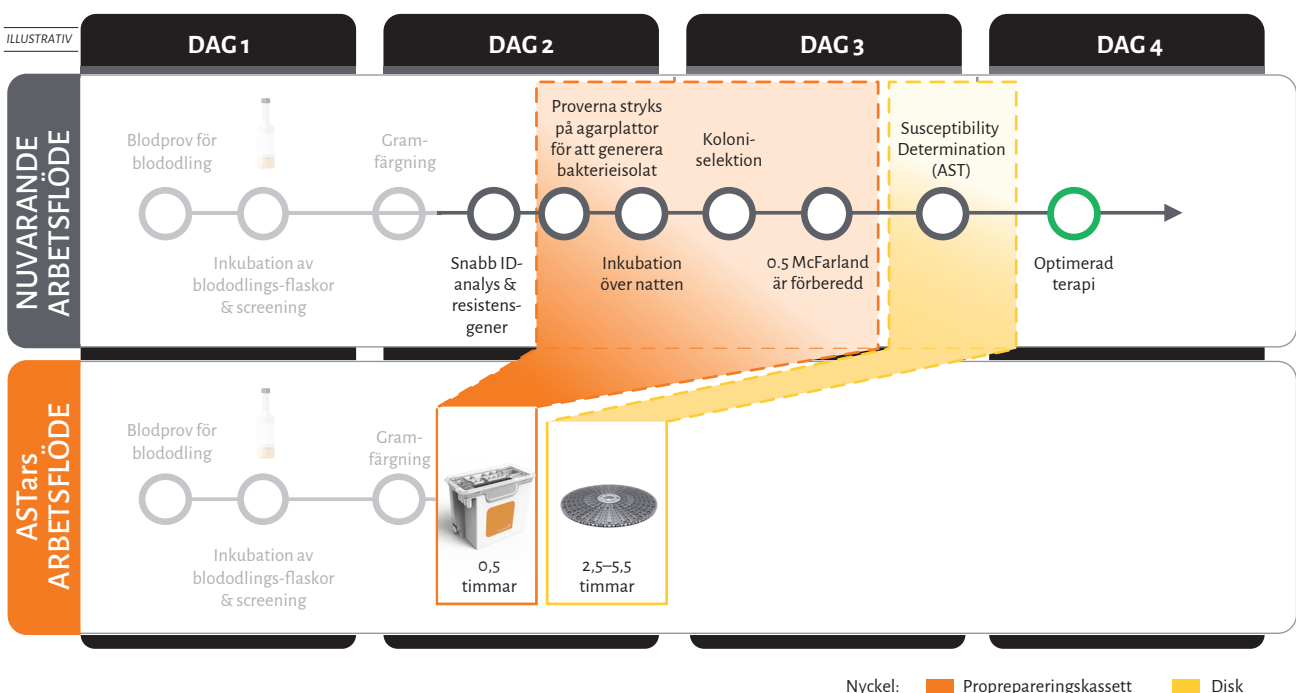 ILLUSTRATIV
DAG 1
DAG 2
DAG 3
DAG 4
NUVARANDE
ARBETSFLÖDE
Blodprov för
blododling
Inkubation av
blododlings-flaskor
& screening
Gram-
färgning
Snabb ID-
analys &
resistens-
gener
Proverna stryks
på agarplattor
för att generera
bakterieisolat
Inkubation
över natten
Koloni-
selektion
0.5 McFarland
är förberedd
Susceptibility
Determination
(AST)
Optimerad
terapi
ASTars
ARBETSFLÖDE
Blodprov för
blododling
Inkubation av
blododlings-flaskor
& screening
Gram-
färgning
0,5
timmar
2,5–5,5
timmar
Nyckel: Proprepareringskassett Disk